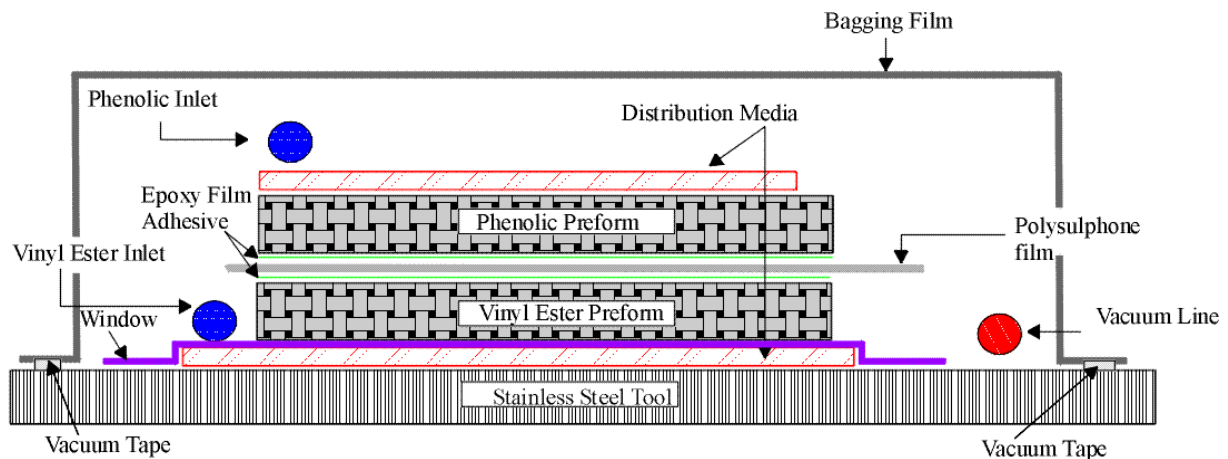 Bagging Film
Phenolic Inlet
Distribution Media
Epoxy Film
Adhesive
Phenolic Preform
Polysulphone
film
Vinyl Ester Inlet
Vinyl Ester Preform
Window
Vacuum Line
Stainless Steel Tool
Vacuum Tape
Vacuum Tape